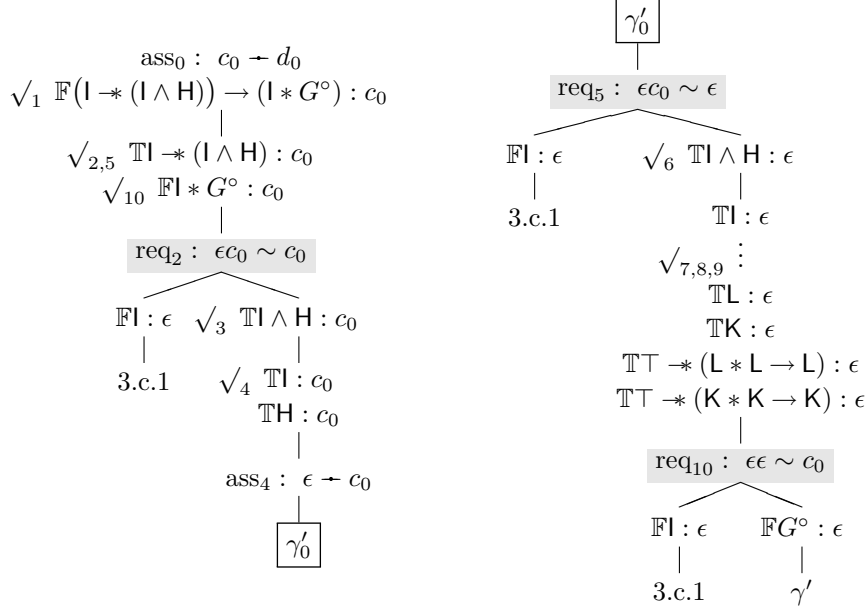 ass₀ : c₀ ⤙ d₀
√₁ 𝔽(I −∗ (I ∧ H)) → (I ∗ G°) : c₀
√₂,₅ 𝕋I −∗ (I ∧ H) : c₀
√₁₀ 𝔽I ∗ G° : c₀
req₂ : ϵc₀ ∼ c₀
𝔽I : ϵ √₃ 𝕋I ∧ H : c₀
3.c.1 √₄ 𝕋I : c₀
𝕋H : c₀
ass₄ : ϵ ⤙ c₀
γ′₀
γ′₀
req₅ : ϵc₀ ∼ ϵ
𝔽I : ϵ √₆ 𝕋I ∧ H : ϵ
3.c.1 𝕋I : ϵ
√₇,₈,₉ ⋮
𝕋L : ϵ
𝕋K : ϵ
𝕋⊤ −∗ (L ∗ L → L) : ϵ
𝕋⊤ −∗ (K ∗ K → K) : ϵ
req₁₀ : ϵϵ ∼ c₀
𝔽I : ϵ 𝔽G° : ϵ
3.c.1 γ′